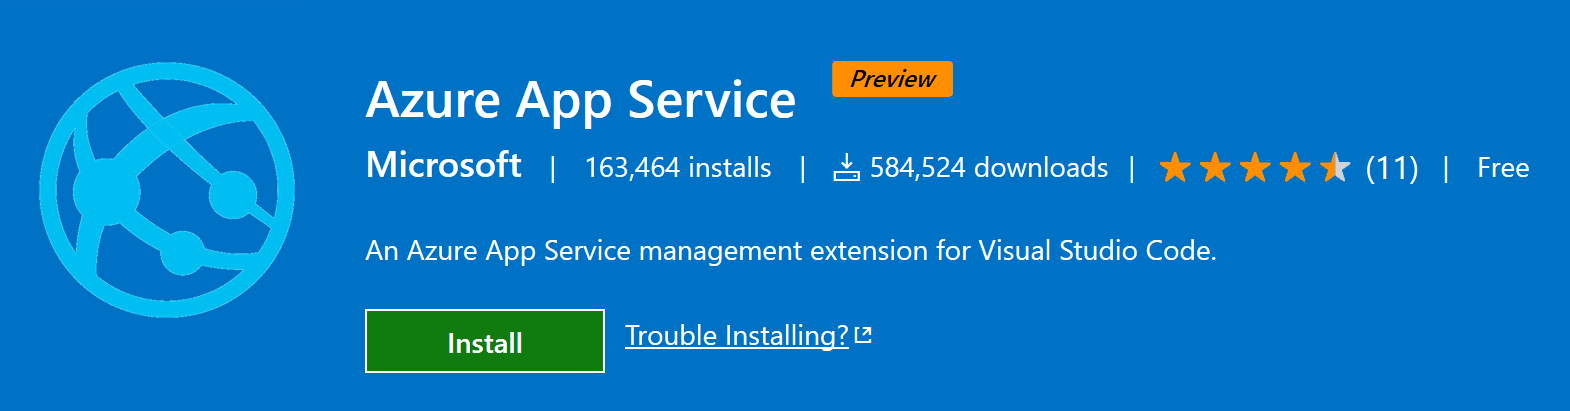 Azure App Service Preview
Microsoft | 163,464 installs | 584,524 downloads | (11) | Free
An Azure App Service management extension for Visual Studio Code.
Install Trouble Installing?